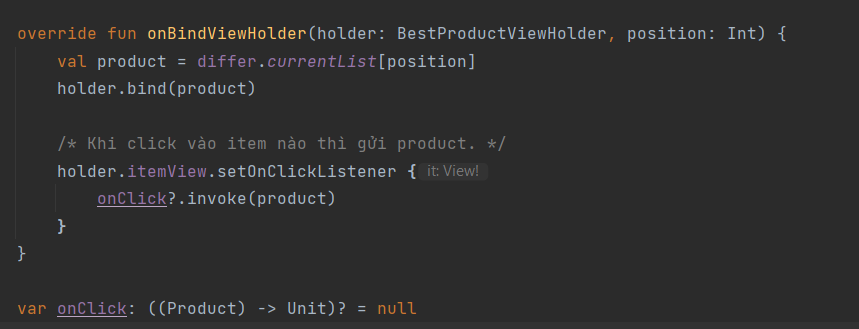 override fun onBindViewHolder(holder: BestProductViewHolder, position: Int) {
val product = differ.currentList[position]
holder.bind(product)
/* Khi click vào item nào thì gửi product. */
holder.itemView.setOnClickListener { it: View!
onClick?.invoke(product)
}
}
var onClick: ((Product) -> Unit)? = null